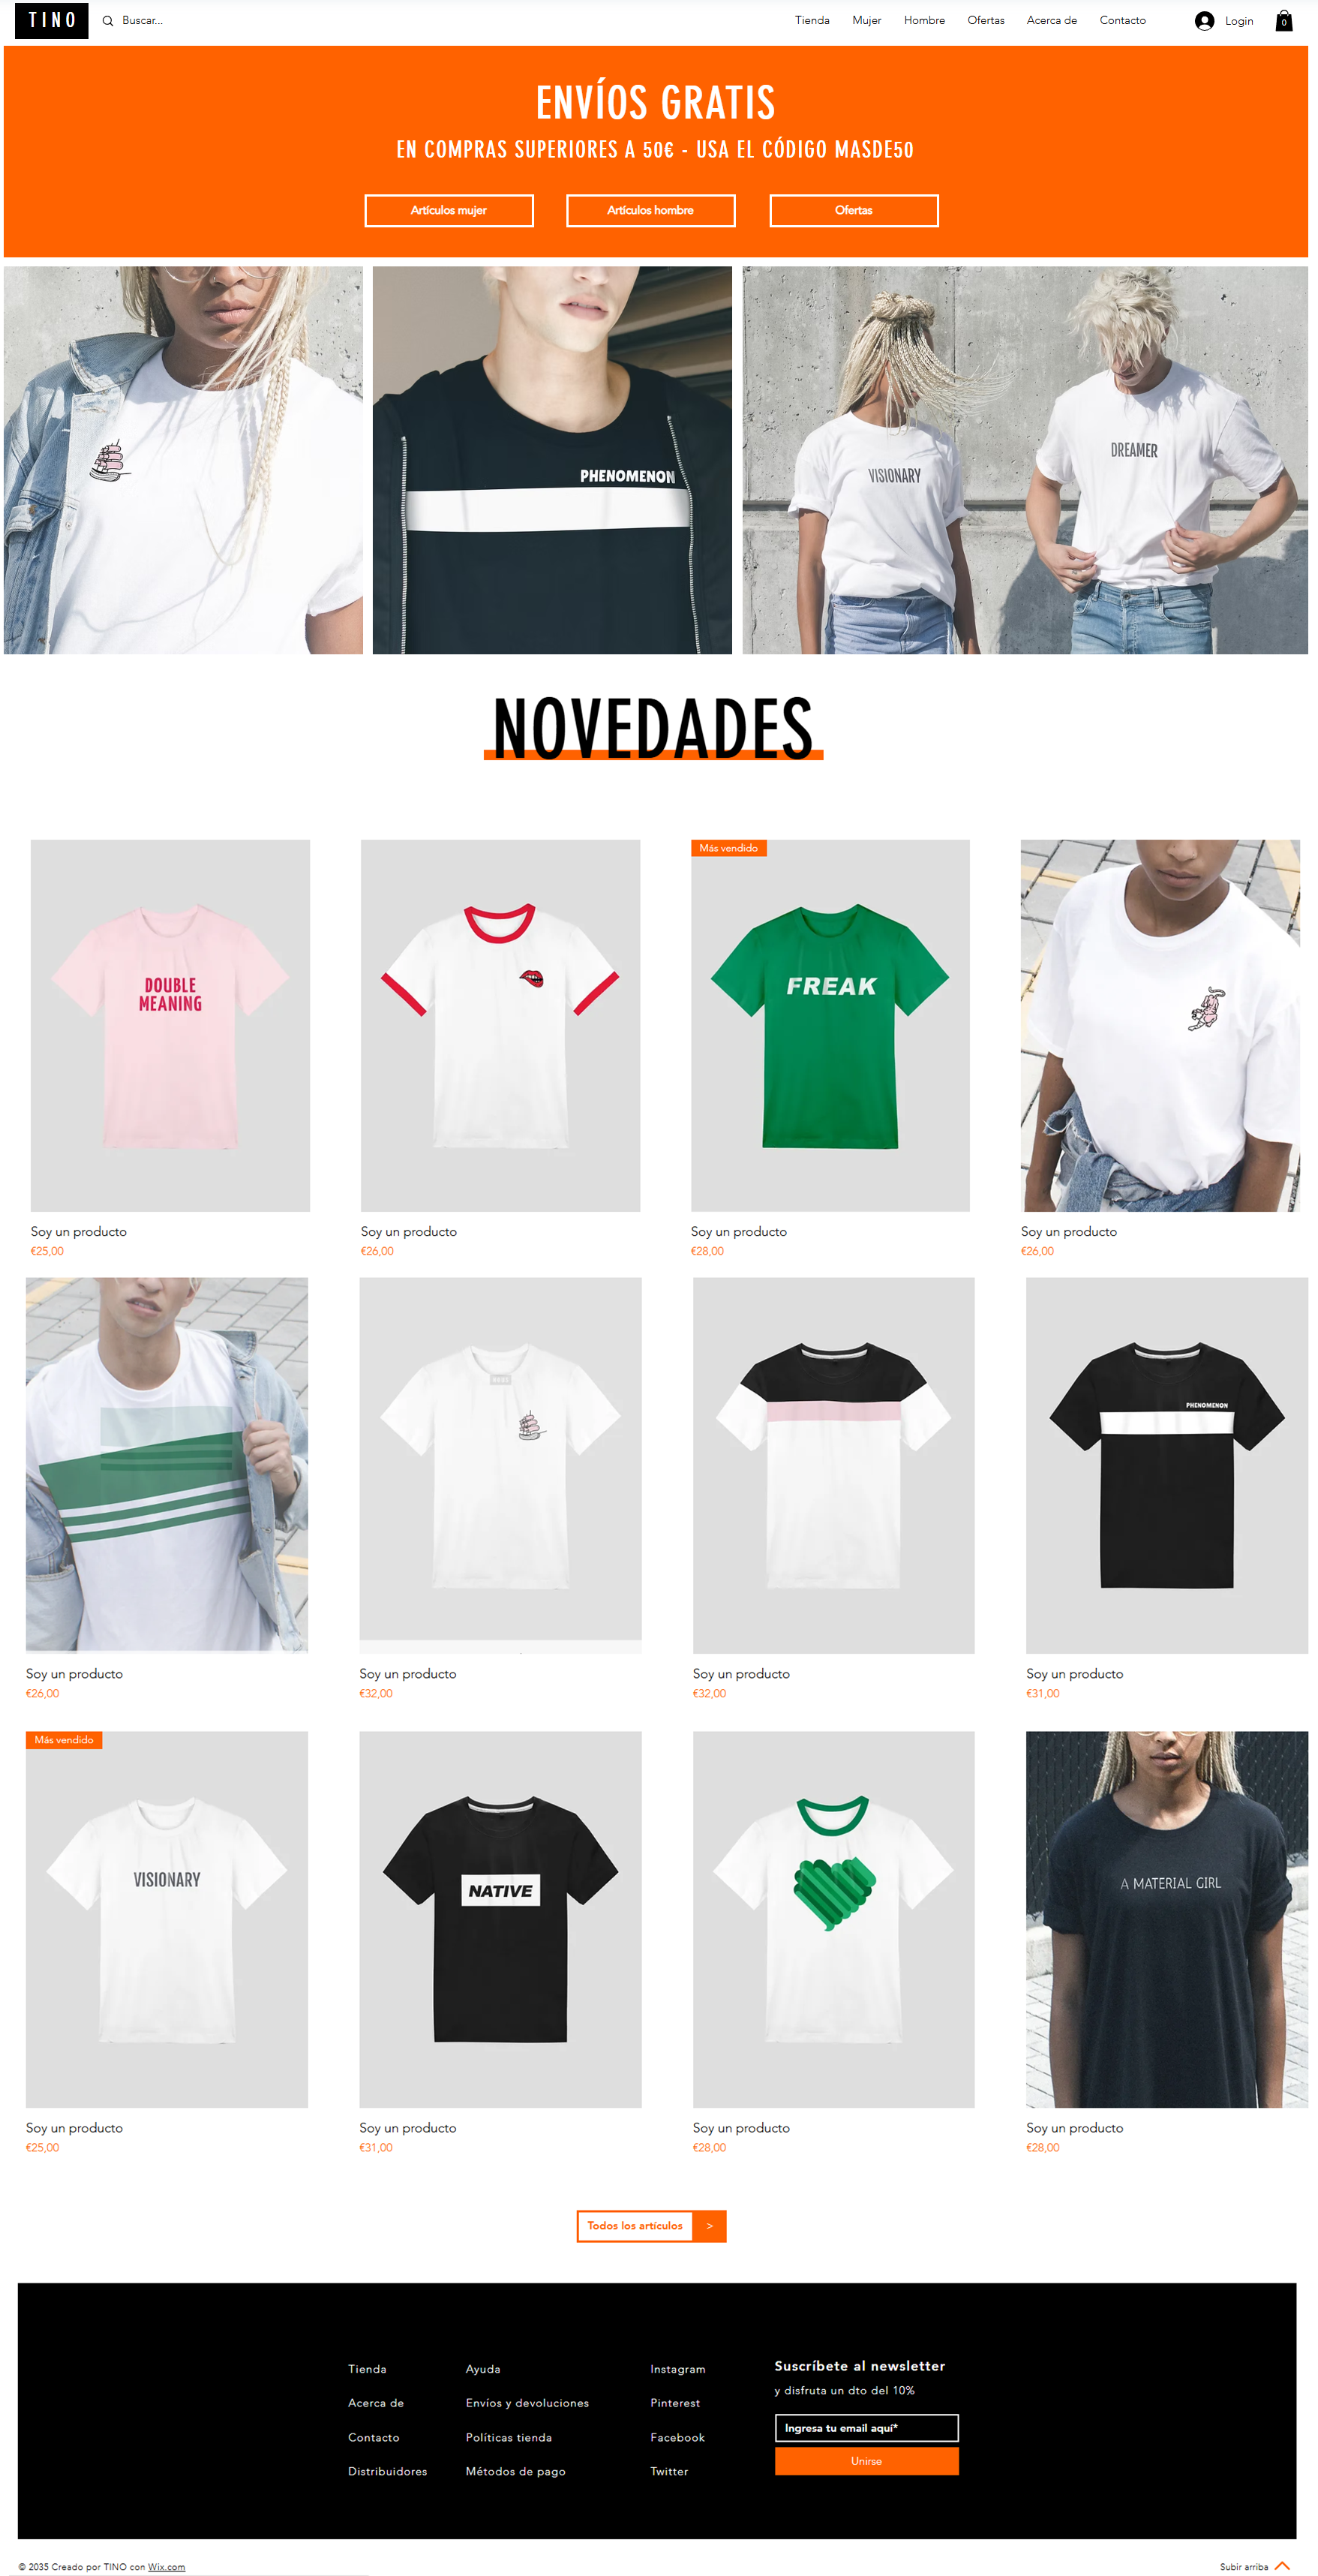 TINO
Buscar...
Tienda Mujer Hombre Ofertas Acerca de Contacto
Login
0
ENVÍOS GRATIS
EN COMPRAS SUPERIORES A 50€ - USA EL CÓDIGO MASDE50
Artículos mujer
Artículos hombre
Ofertas
PHENOMENON
VISIONARY
DREAMER
NOVEDADES
DOUBLE
MEANING
Más vendido
FREAK
Soy un producto
€25,00
Soy un producto
€26,00
Soy un producto
€28,00
Soy un producto
€26,00
PHENOMENON
Soy un producto
€26,00
Soy un producto
€32,00
Soy un producto
€32,00
Soy un producto
€31,00
Más vendido
VISIONARY
NATIVE
A MATERIAL GIRL
Soy un producto
€25,00
Soy un producto
€31,00
Soy un producto
€28,00
Soy un producto
€28,00
Todos los artículos >
Tienda
Acerca de
Contacto
Distribuidores
Ayuda
Envíos y devoluciones
Políticas tienda
Métodos de pago
Instagram
Pinterest
Facebook
Twitter
Suscríbete al newsletter
y disfruta un dto del 10%
Ingresa tu email aquí*
Unirse
© 2035 Creado por TINO con Wix.com
Subir arriba